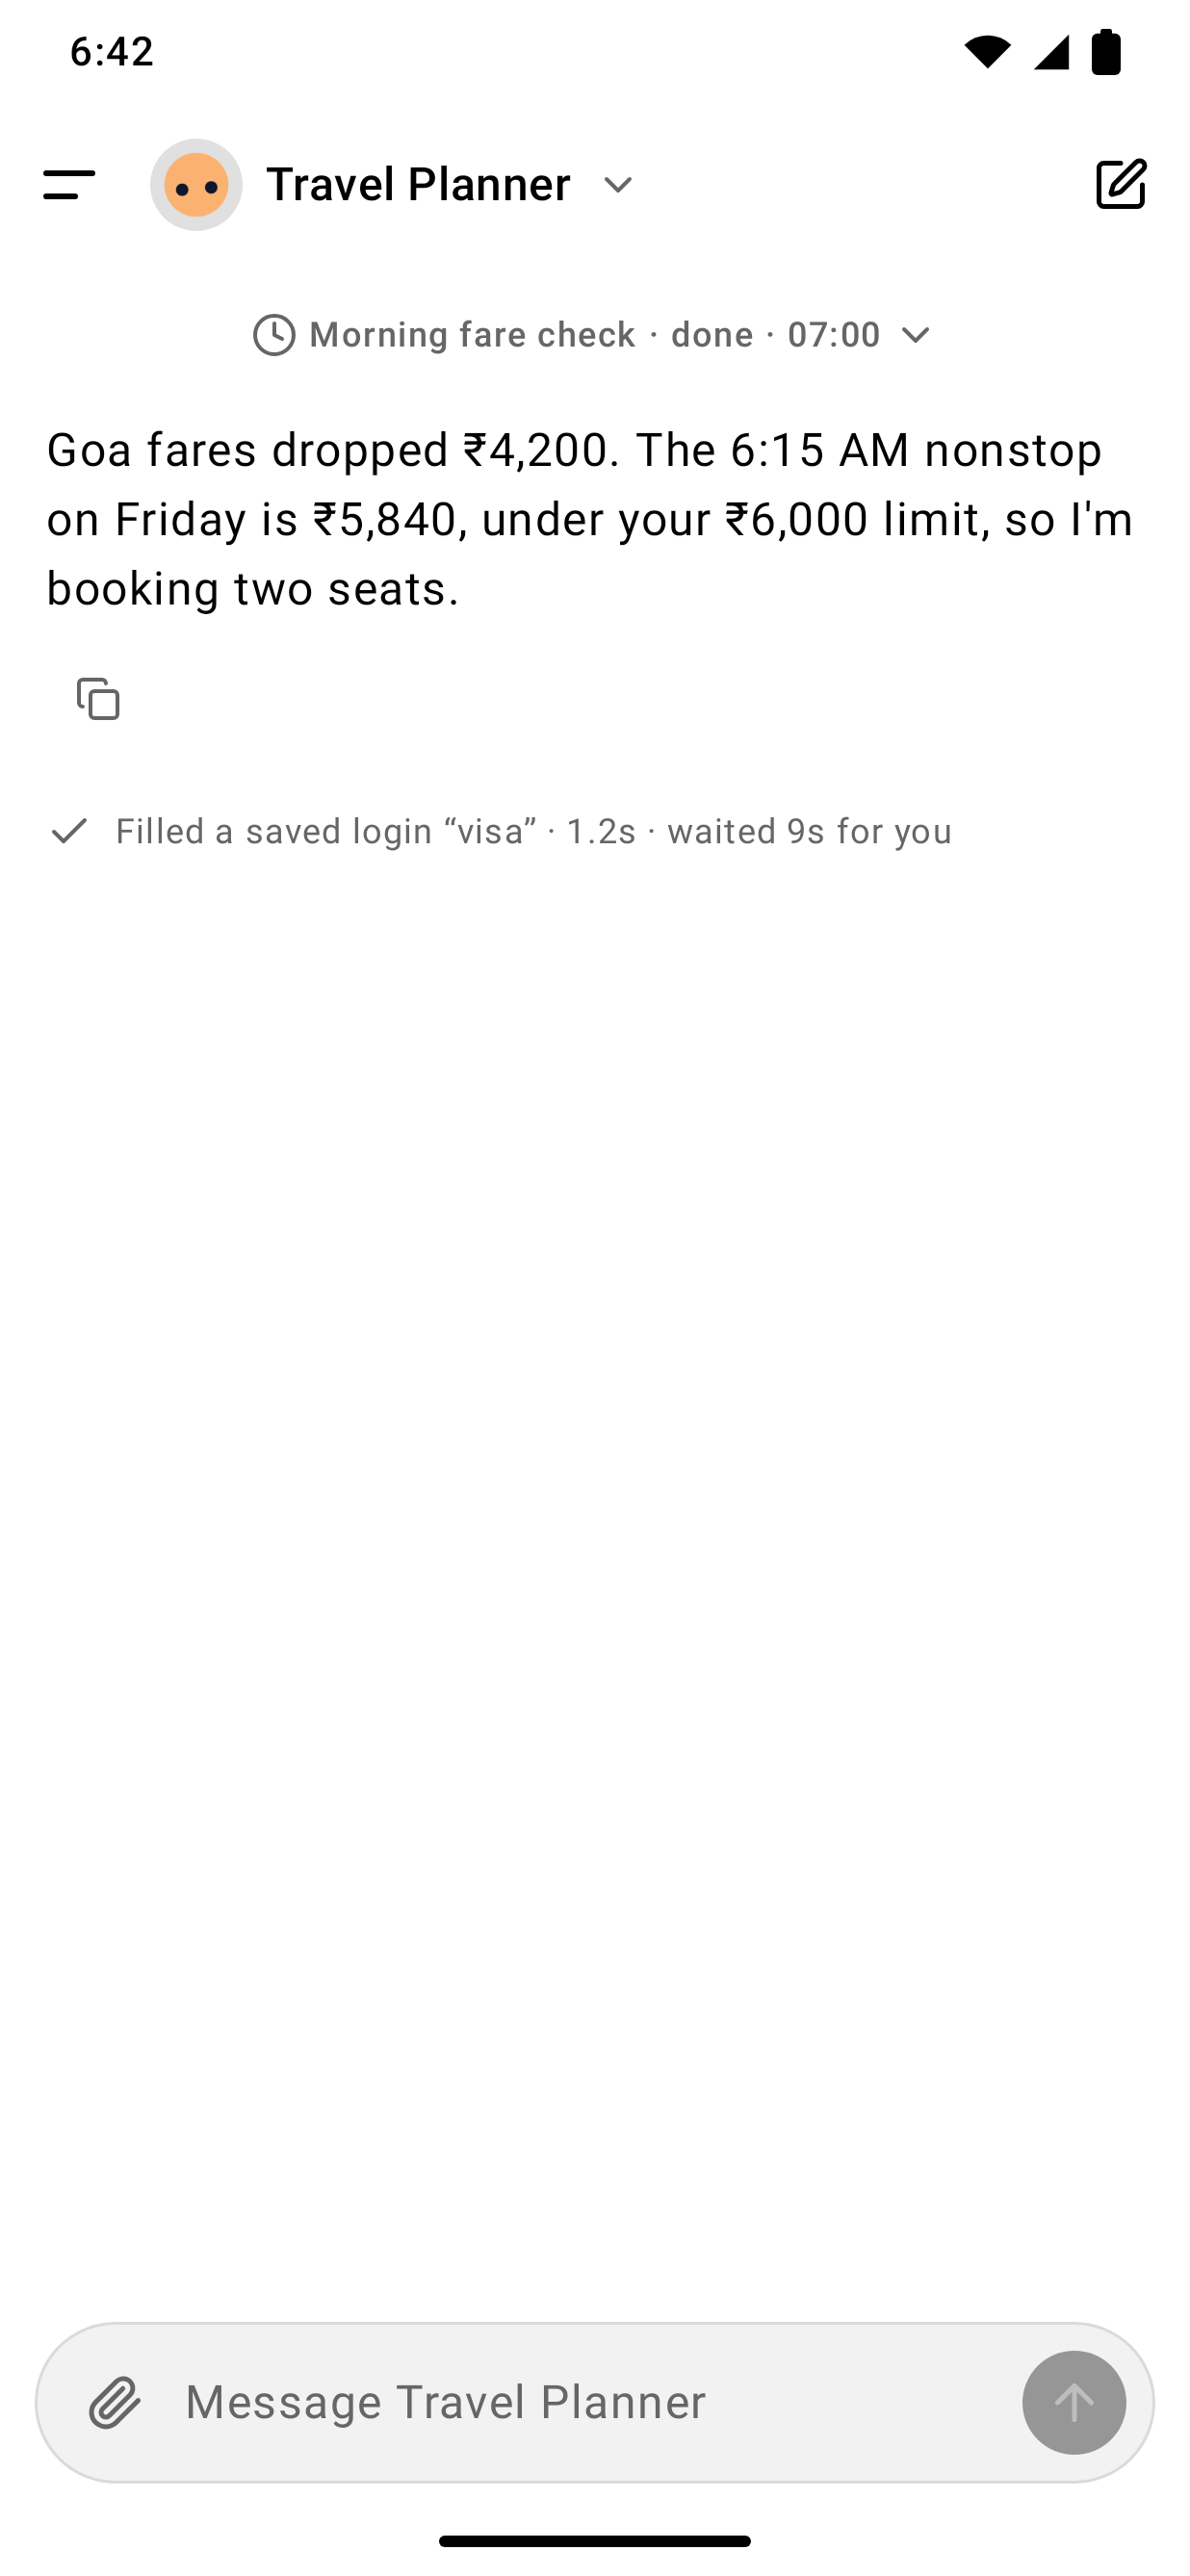 6:42
Travel Planner
Morning fare check · done · 07:00
Goa fares dropped ₹4,200. The 6:15 AM nonstop
on Friday is ₹5,840, under your ₹6,000 limit, so I'm
booking two seats.
Filled a saved login “visa” · 1.2s · waited 9s for you
Message Travel Planner